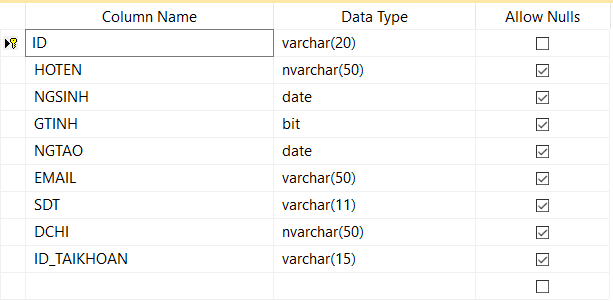 Column Name Data Type Allow Nulls
ID varchar(20)
HOTEN nvarchar(50)
NGSINH date
GTINH bit
NGTAO date
EMAIL varchar(50)
SDT varchar(11)
DCHI nvarchar(50)
ID_TAIKHOAN varchar(15)